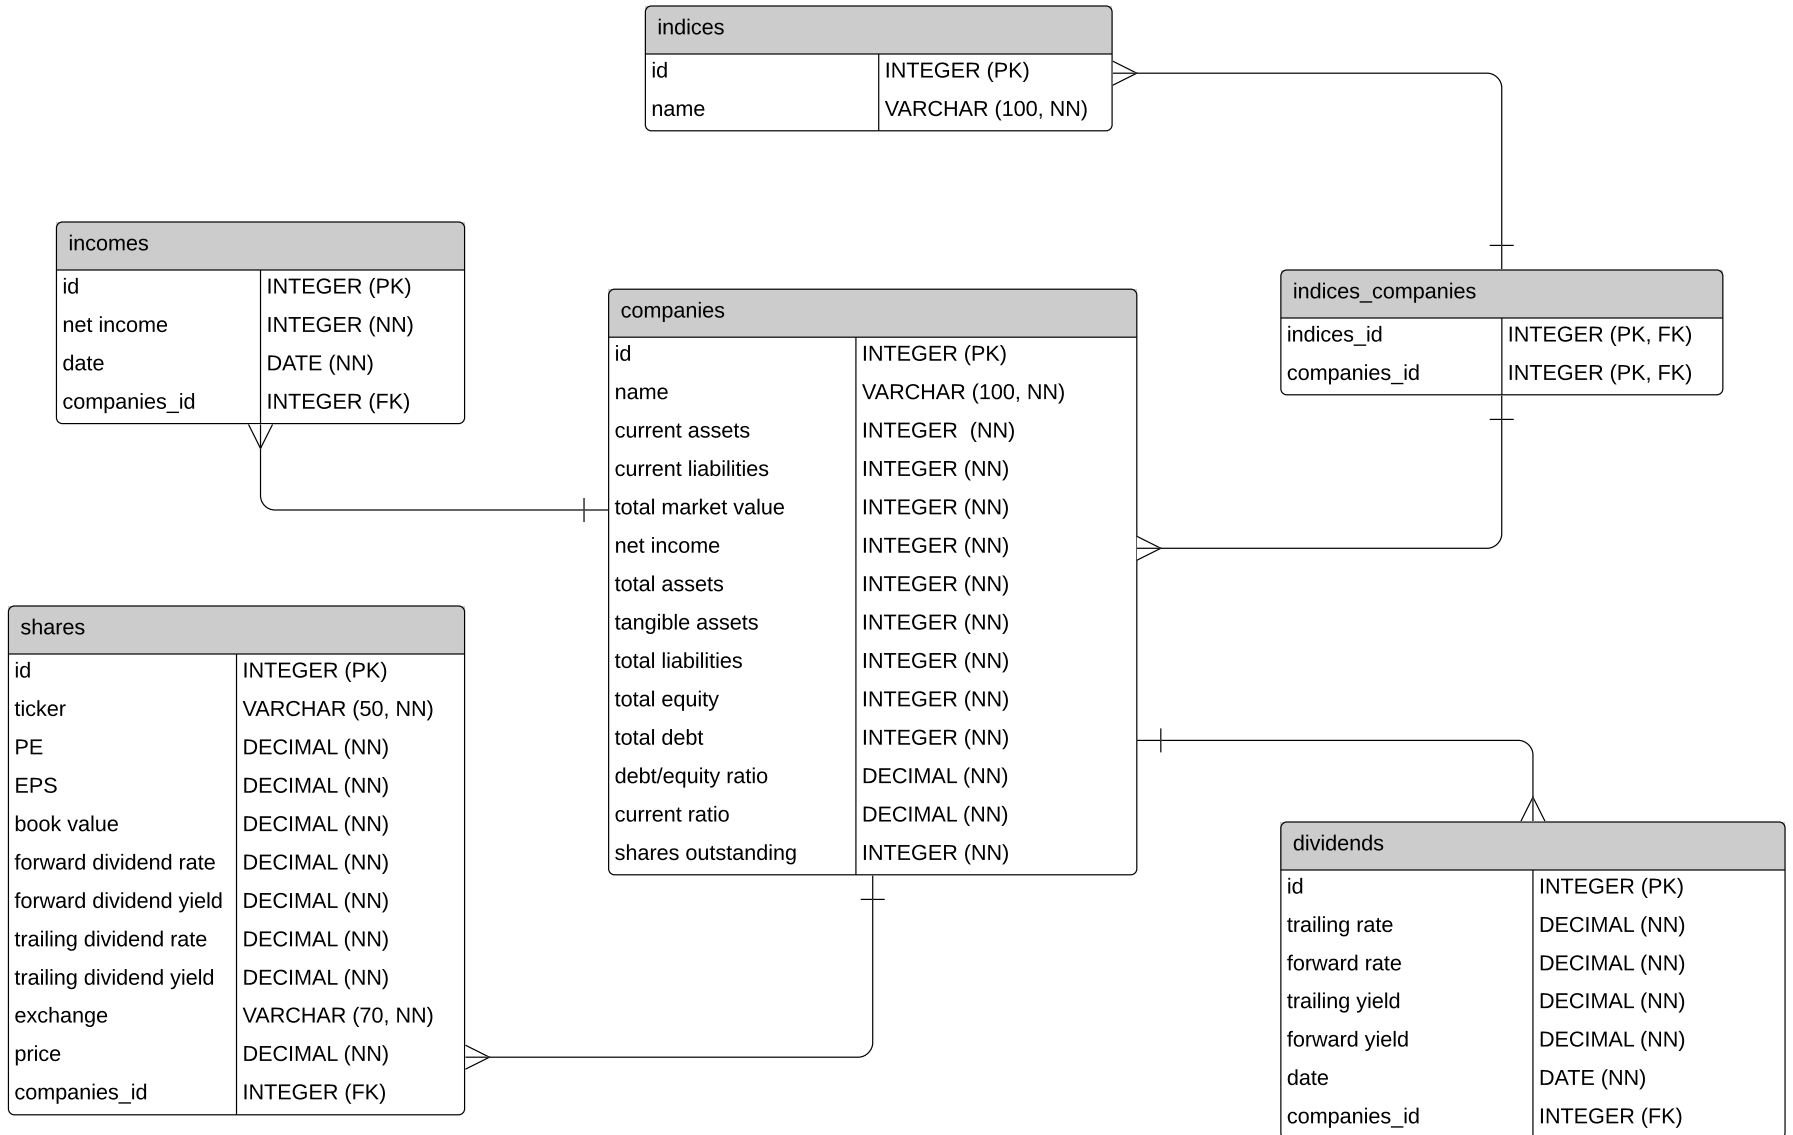 indices
id INTEGER (PK)
name VARCHAR (100, NN)
incomes
id INTEGER (PK)
net income INTEGER (NN)
date DATE (NN)
companies_id INTEGER (FK)
companies
id INTEGER (PK)
name VARCHAR (100, NN)
current assets INTEGER  (NN)
current liabilities INTEGER (NN)
total market value INTEGER (NN)
net income INTEGER (NN)
total assets INTEGER (NN)
tangible assets INTEGER (NN)
total liabilities INTEGER (NN)
total equity INTEGER (NN)
total debt INTEGER (NN)
debt/equity ratio DECIMAL (NN)
current ratio DECIMAL (NN)
shares outstanding INTEGER (NN)
indices_companies
indices_id INTEGER (PK, FK)
companies_id INTEGER (PK, FK)
shares
id INTEGER (PK)
ticker VARCHAR (50, NN)
PE DECIMAL (NN)
EPS DECIMAL (NN)
book value DECIMAL (NN)
forward dividend rate DECIMAL (NN)
forward dividend yield DECIMAL (NN)
trailing dividend rate DECIMAL (NN)
trailing dividend yield DECIMAL (NN)
exchange VARCHAR (70, NN)
price DECIMAL (NN)
companies_id INTEGER (FK)
dividends
id INTEGER (PK)
trailing rate DECIMAL (NN)
forward rate DECIMAL (NN)
trailing yield DECIMAL (NN)
forward yield DECIMAL (NN)
date DATE (NN)
companies_id INTEGER (FK)